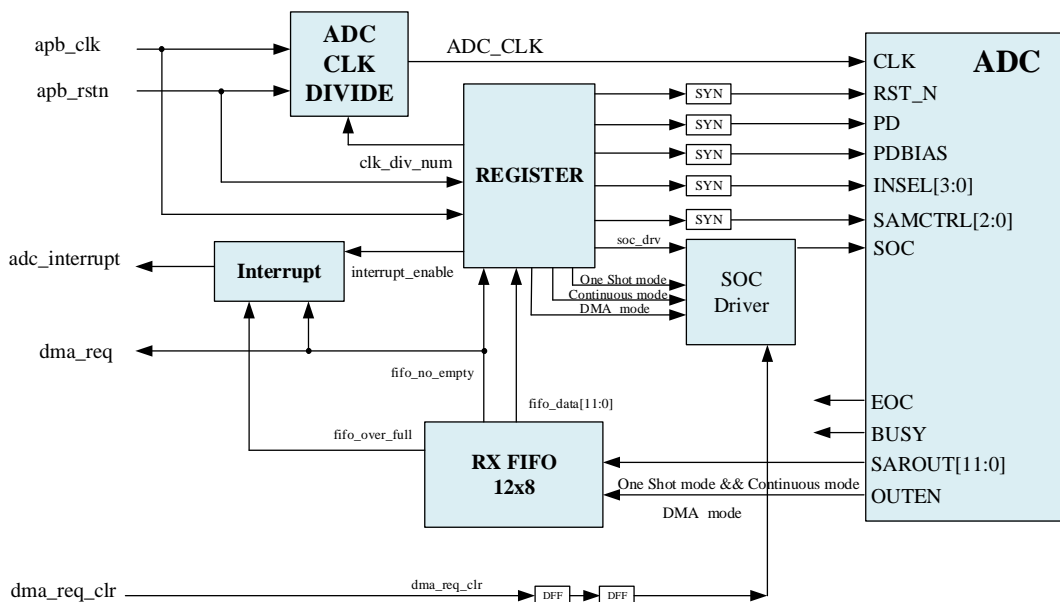 apb_clk
apb_rstn
ADC
CLK
DIVIDE
ADC_CLK
clk_div_num
REGISTER
SYN
SYN
SYN
SYN
SYN
ADC
CLK
RST_N
PD
PDBIAS
INSEL[3:0]
SAMCTRL[2:0]
SOC
soc_drv
One Shot mode
Continuous mode
DMA mode
SOC
Driver
adc_interrupt
Interrupt
interrupt_enable
dma_req
fifo_no_empty
fifo_data[11:0]
fifo_over_full
RX FIFO
12x8
EOC
BUSY
SAROUT[11:0]
OUTEN
One Shot mode && Continuous mode
DMA mode
dma_req_clr
dma_req_clr
DFF
DFF